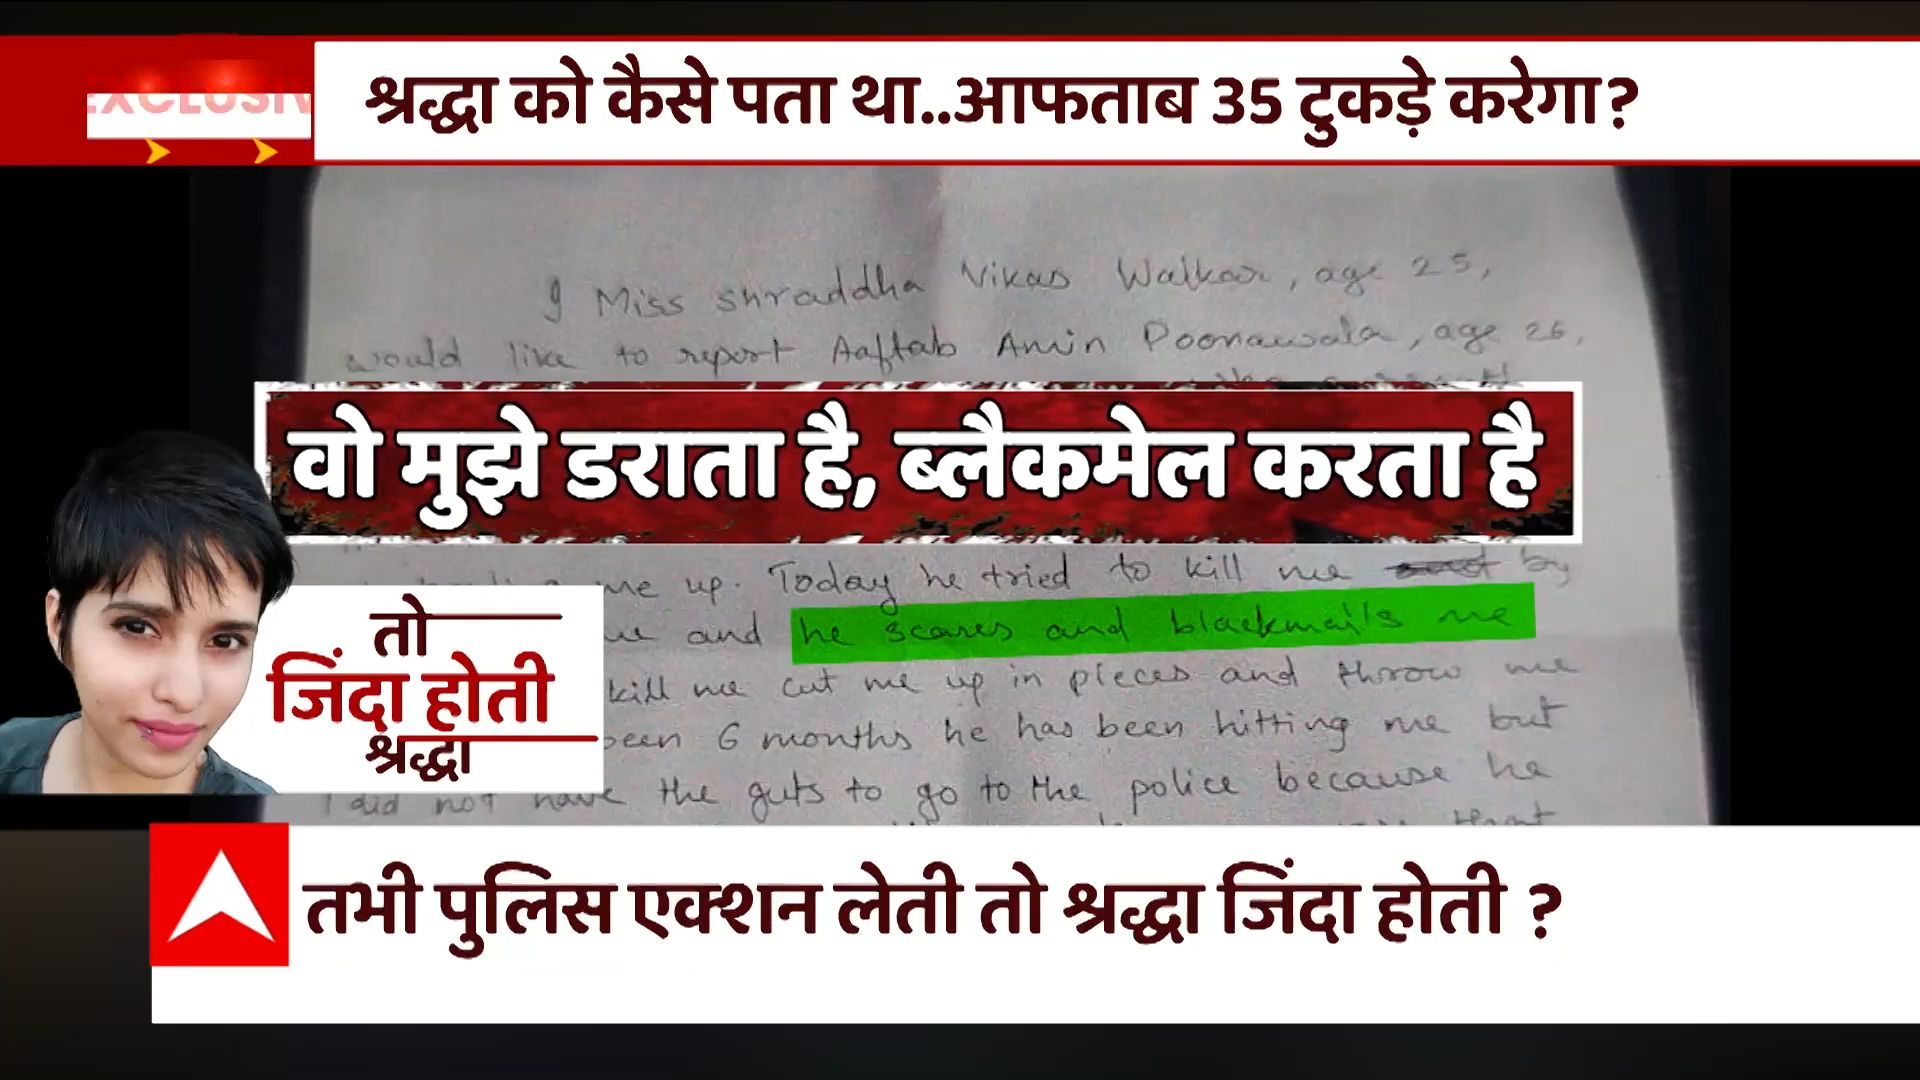 EXCLUSIV
श्रद्धा को कैसे पता था..आफताब 35 टुकड़े करेगा?
I Miss shraddha Vikas Walkar, age 25,
would like to report Aaftab Amin Poonawala, age 26,
वो मुझे डराता है, ब्लैकमेल करता है
me up. Today he tried to kill me by
and he scares and blackmails me
kill me cut me up in pieces and throw me
been 6 months he has been hitting me but
I did not have the guts to go to the police because he
तो
जिंदा होती
श्रद्धा
तभी पुलिस एक्शन लेती तो श्रद्धा जिंदा होती ?